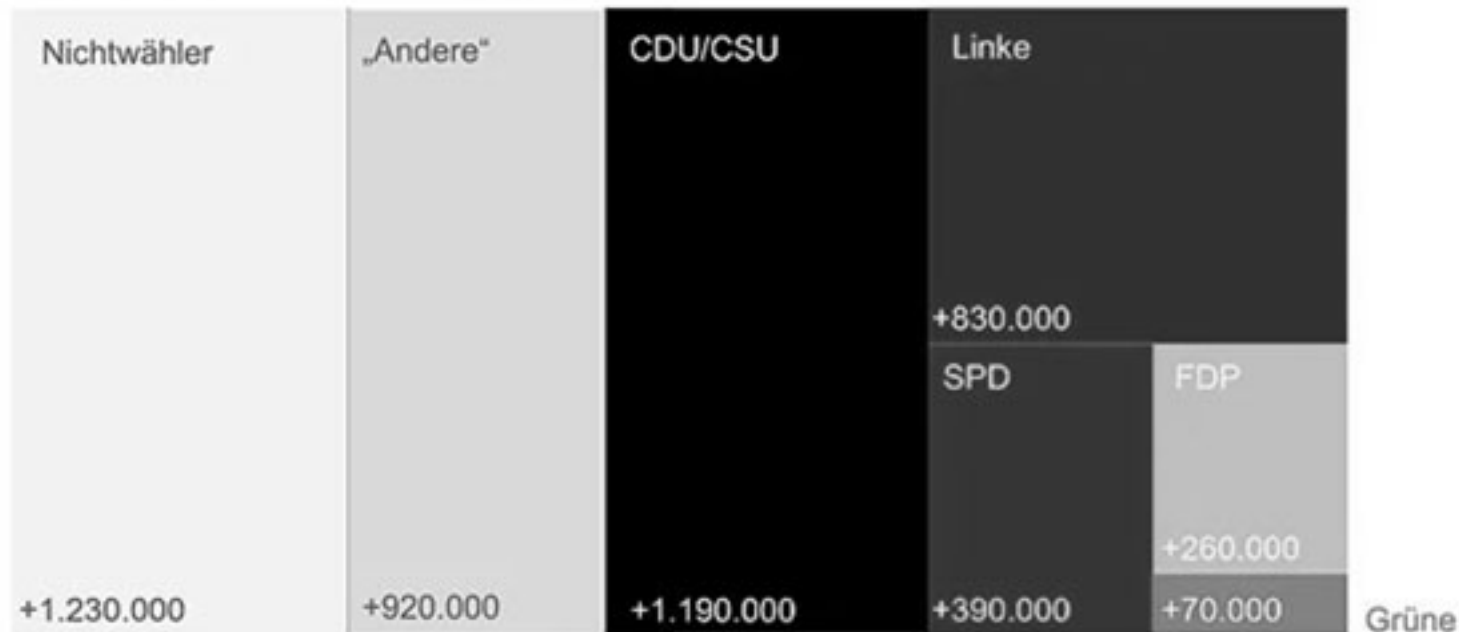 Nichtwähler
+1.230.000
„Andere“
+920.000
CDU/CSU
+1.190.000
Linke
+830.000
SPD
+390.000
FDP
+260.000
+70.000
Grüne